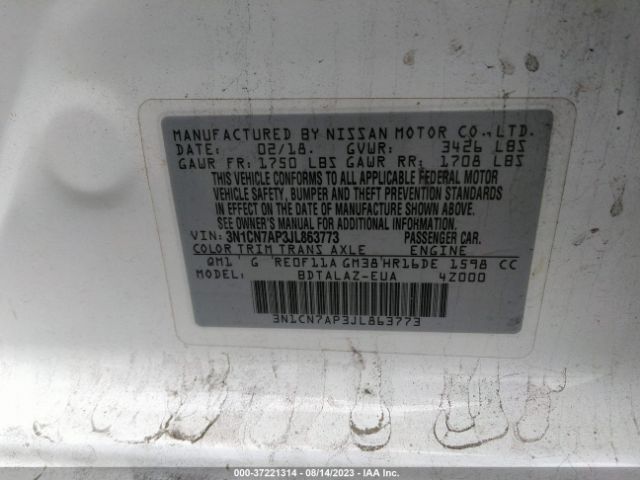 MANUFACTURED BY NISSAN MOTOR CO., LTD.
DATE: 02/18. GVWR: 3426 LBS
GAWR FR: 1750 LBS GAWR RR: 1708 LBS
THIS VEHICLE CONFORMS TO ALL APPLICABLE FEDERAL MOTOR
VEHICLE SAFETY, BUMPER AND THEFT PREVENTION STANDARDS
IN EFFECT ON THE DATE OF MANUFACTURE SHOWN ABOVE.
SEE OWNER'S MANUAL FOR ADDITIONAL INFORMATION.
VIN: 3N1CN7AP3JL863773 PASSENGER CAR.
COLOR TRIM TRANS AXLE ENGINE
QM1 G RE0F11A GM38 HR16DE 1598 CC
MODEL: BDTALAZ-EUA 4Z000
3N1CN7AP3JL863773
000-37221314 - 08/14/2023 - IAA Inc.